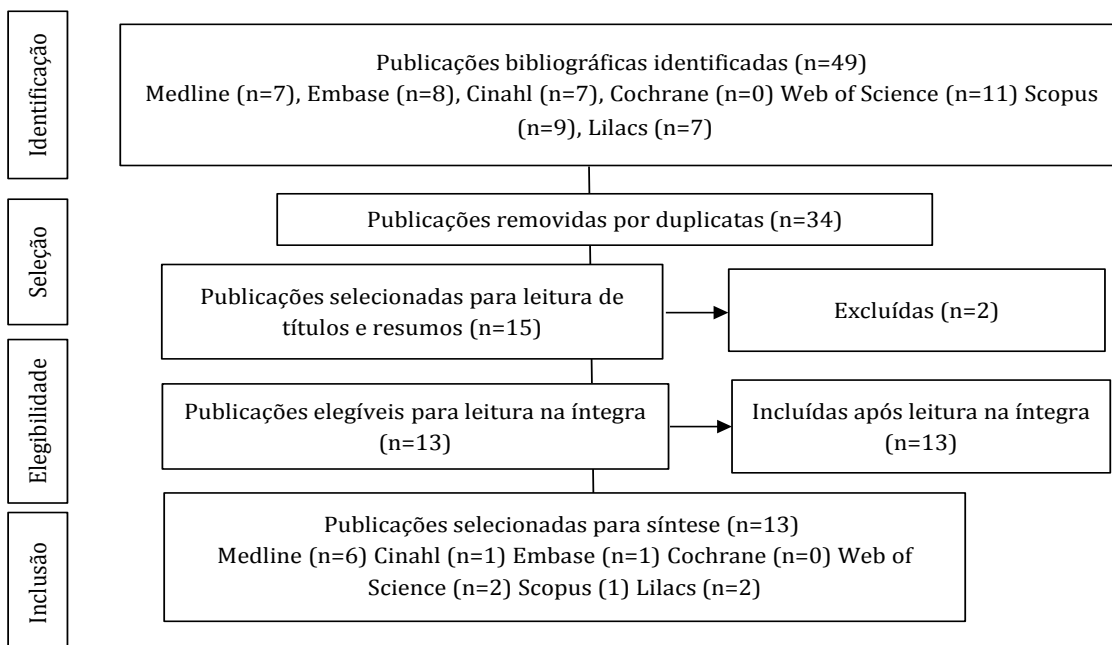 Identificação
Publicações bibliográficas identificadas (n=49)
Medline (n=7), Embase (n=8), Cinahl (n=7), Cochrane (n=0) Web of Science (n=11) Scopus
(n=9), Lilacs (n=7)
Seleção
Publicações removidas por duplicatas (n=34)
Publicações selecionadas para leitura de
títulos e resumos (n=15)
Excluídas (n=2)
Elegibilidade
Publicações elegíveis para leitura na íntegra
(n=13)
Incluídas após leitura na íntegra
(n=13)
Inclusão
Publicações selecionadas para síntese (n=13)
Medline (n=6) Cinahl (n=1) Embase (n=1) Cochrane (n=0) Web of
Science (n=2) Scopus (1) Lilacs (n=2)